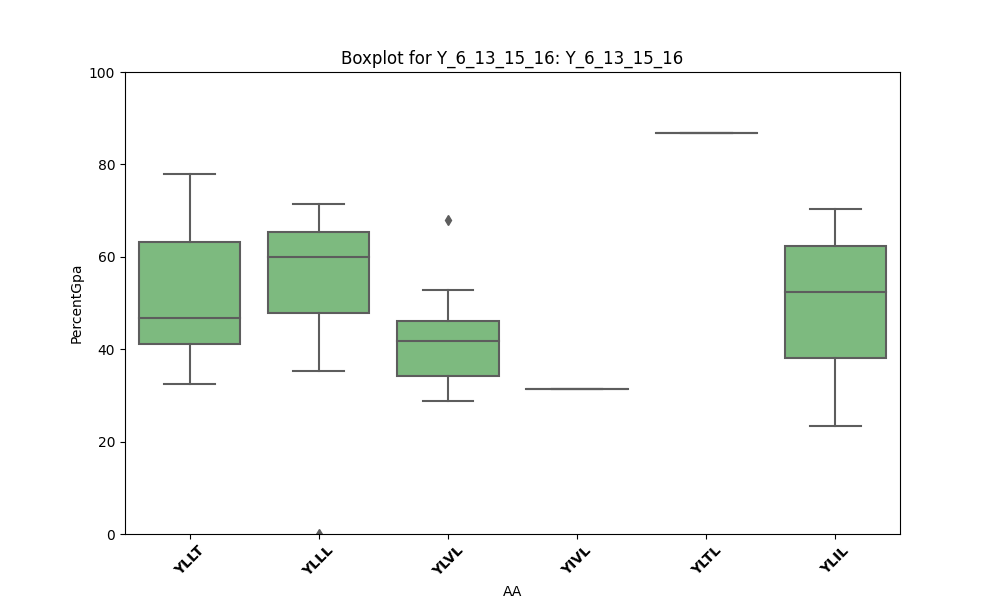 Boxplot for Y_6_13_15_16: Y_6_13_15_16
100
80
60
40
20
0
PercentGpa
YLLT
YLLL
YLVL
YIVL
YLTL
YLIL
AA